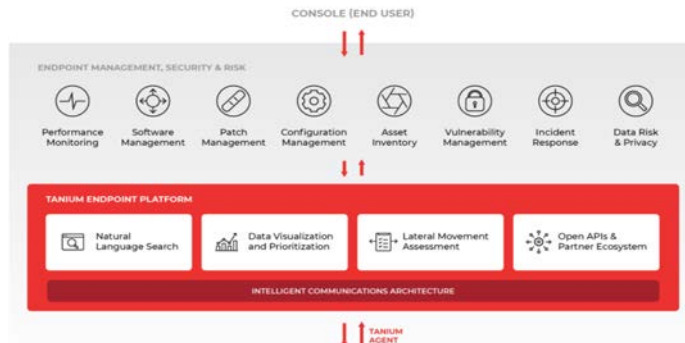 CONSOLE (END USER)
ENDPOINT MANAGEMENT, SECURITY & RISK
Performance Monitoring
Software Management
Patch Management
Configuration Management
Asset Inventory
Vulnerability Management
Incident Response
Data Risk & Privacy
TANIUM ENDPOINT PLATFORM
Natural Language Search
Data Visualization and Prioritization
Lateral Movement Assessment
Open APIs & Partner Ecosystem
INTELLIGENT COMMUNICATIONS ARCHITECTURE
TANIUM
AGENT